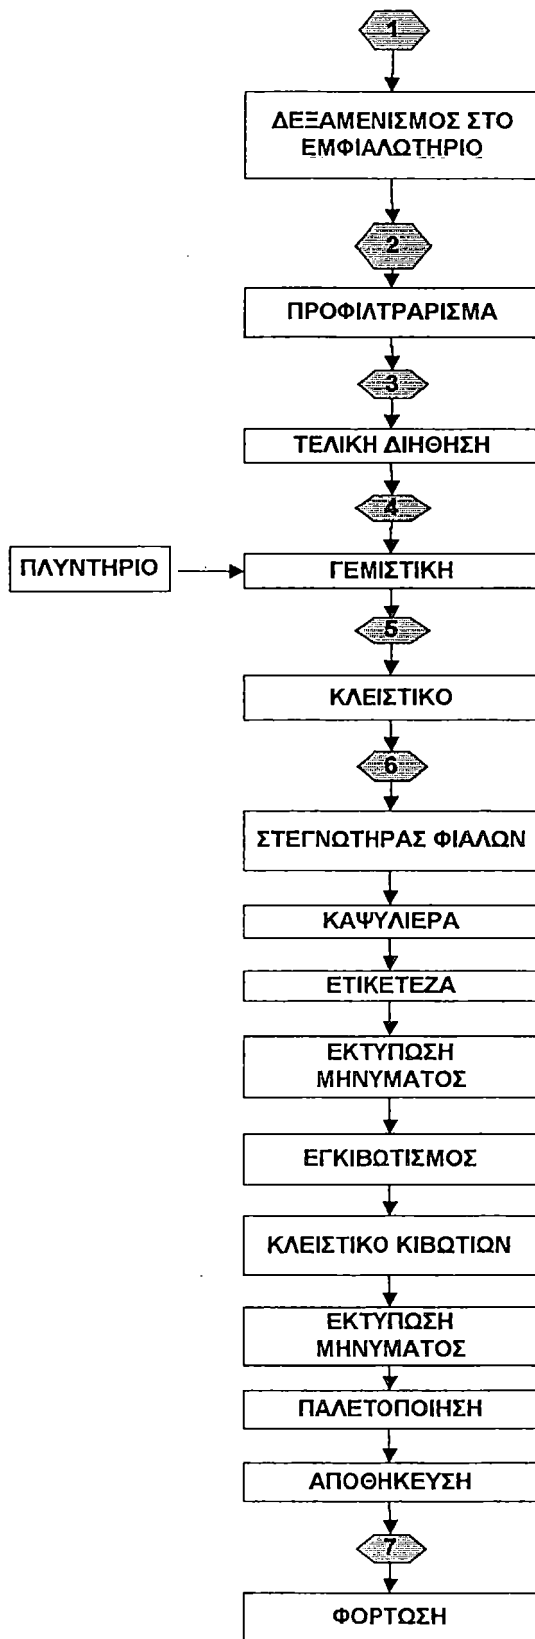 1
ΔΕΞΑΜΕΝΙΣΜΟΣ ΣΤΟ
ΕΜΦΙΑΛΩΤΗΡΙΟ
2
ΠΡΟΦΙΛΤΡΑΡΙΣΜΑ
3
ΤΕΛΙΚΗ ΔΙΗΘΗΣΗ
4
ΠΛΥΝΤΗΡΙΟ
ΓΕΜΙΣΤΙΚΗ
5
ΚΛΕΙΣΤΙΚΟ
6
ΣΤΕΓΝΩΤΗΡΑΣ ΦΙΑΛΩΝ
ΚΑΨΥΛΙΕΡΑ
ΕΤΙΚΕΤΕΖΑ
ΕΚΤΥΠΩΣΗ
ΜΗΝΥΜΑΤΟΣ
ΕΓΚΙΒΩΤΙΣΜΟΣ
ΚΛΕΙΣΤΙΚΟ ΚΙΒΩΤΙΩΝ
ΕΚΤΥΠΩΣΗ
ΜΗΝΥΜΑΤΟΣ
ΠΑΛΕΤΟΠΟΙΗΣΗ
ΑΠΟΘΗΚΕΥΣΗ
7
ΦΟΡΤΩΣΗ